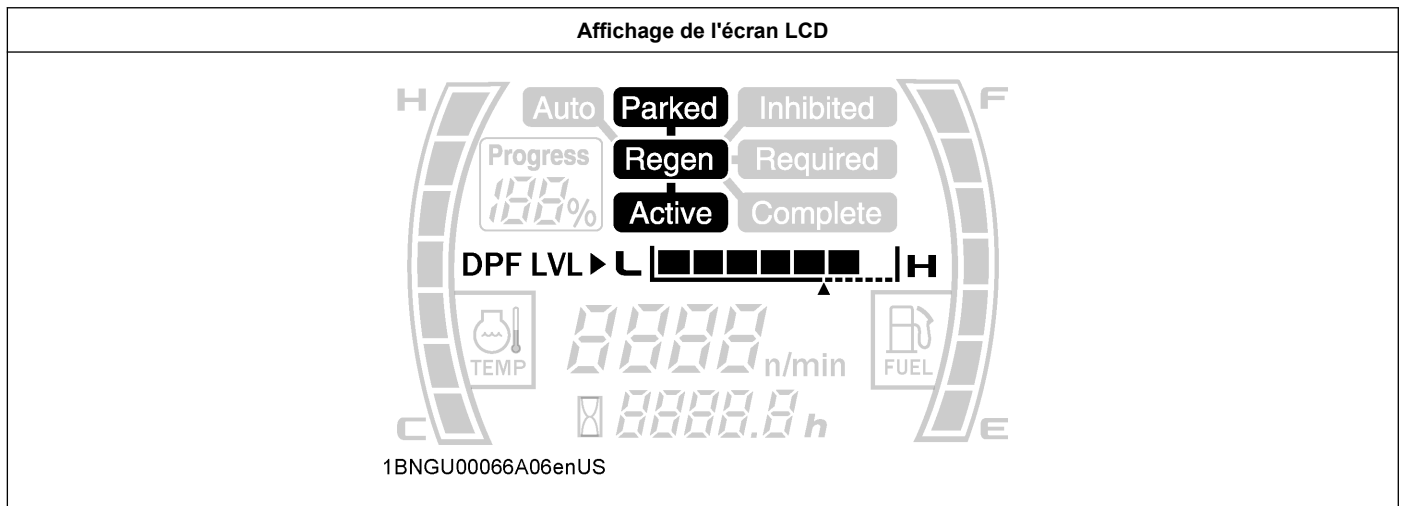 Affichage de l'écran LCD
H Auto Parked Inhibited F
Progress Regen Required
188% Active Complete
DPF LVL ▶ L H
TEMP 8888 n/min FUEL
C 8888.8 h E
1BNGU00066A06enUS